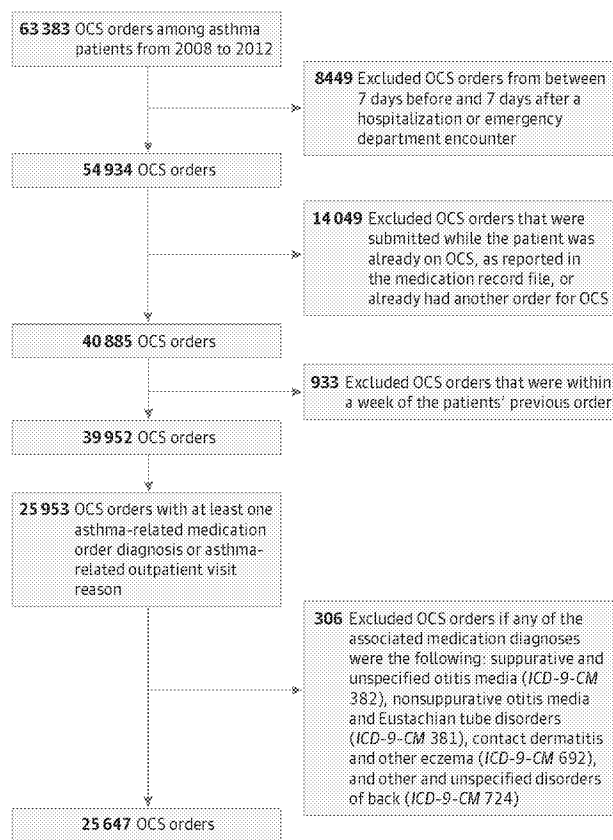 63 383 OCS orders among asthma
patients from 2008 to 2012
8449 Excluded OCS orders from between
7 days before and 7 days after a
hospitalization or emergency
department encounter
54 934 OCS orders
14 049 Excluded OCS orders that were
submitted while the patient was
already on OCS, as reported in
the medication record file, or
already had another order for OCS
40 885 OCS orders
933 Excluded OCS orders that were within
a week of the patients' previous order
39 952 OCS orders
25 953 OCS orders with at least one
asthma-related medication
order diagnosis or asthma-
related outpatient visit
reason
306 Excluded OCS orders if any of the
associated medication diagnoses
were the following: suppurative and
unspecified otitis media (ICD-9-CM
382), nonsuppurative otitis media
and Eustachian tube disorders
(ICD-9-CM 381), contact dermatitis
and other eczema (ICD-9-CM 692),
and other and unspecified disorders
of back (ICD-9-CM 724)
25 647 OCS orders